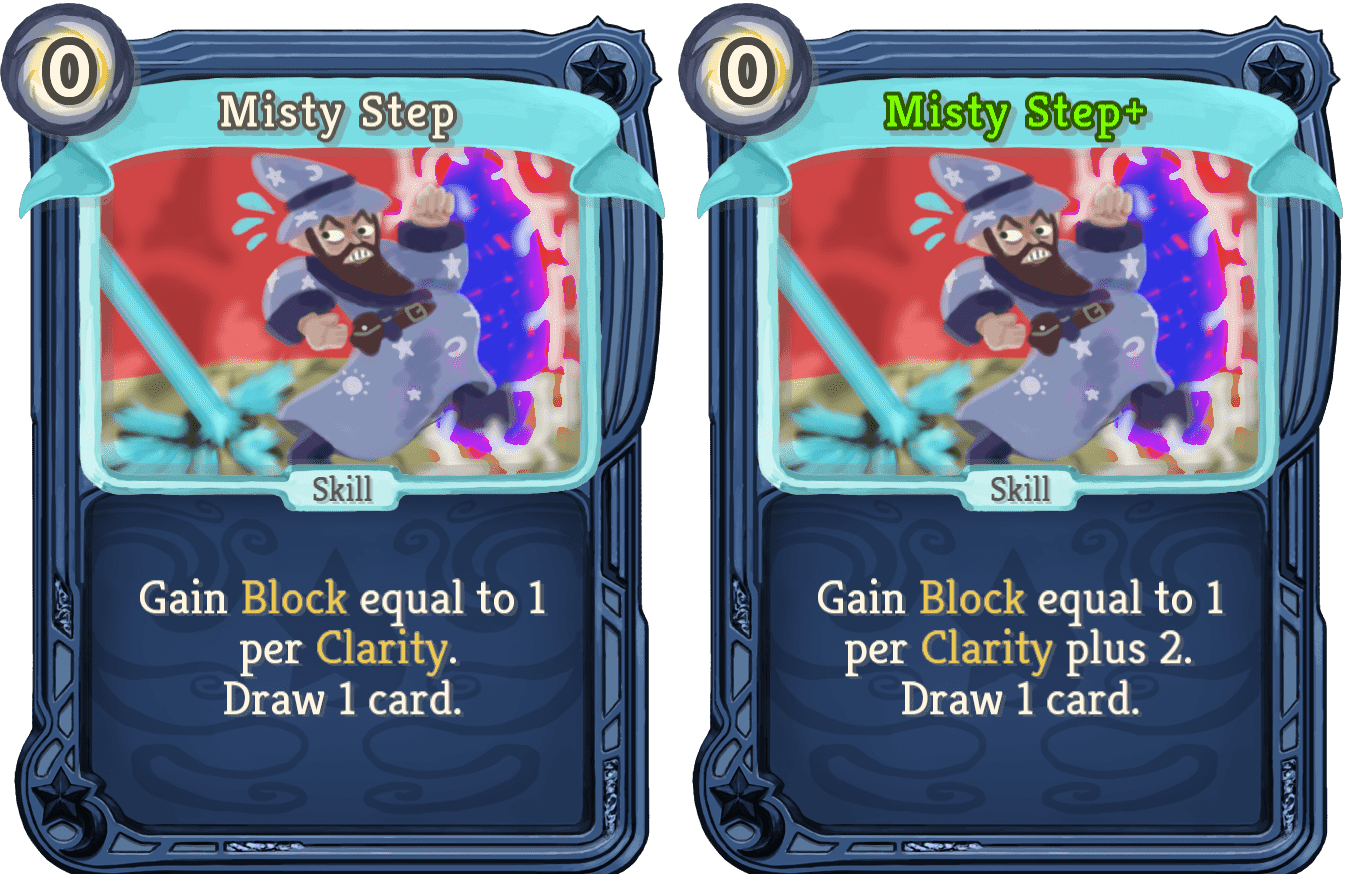 0
Misty Step
Skill
Gain Block equal to 1
per Clarity.
Draw 1 card.
0
Misty Step+
Skill
Gain Block equal to 1
per Clarity plus 2.
Draw 1 card.